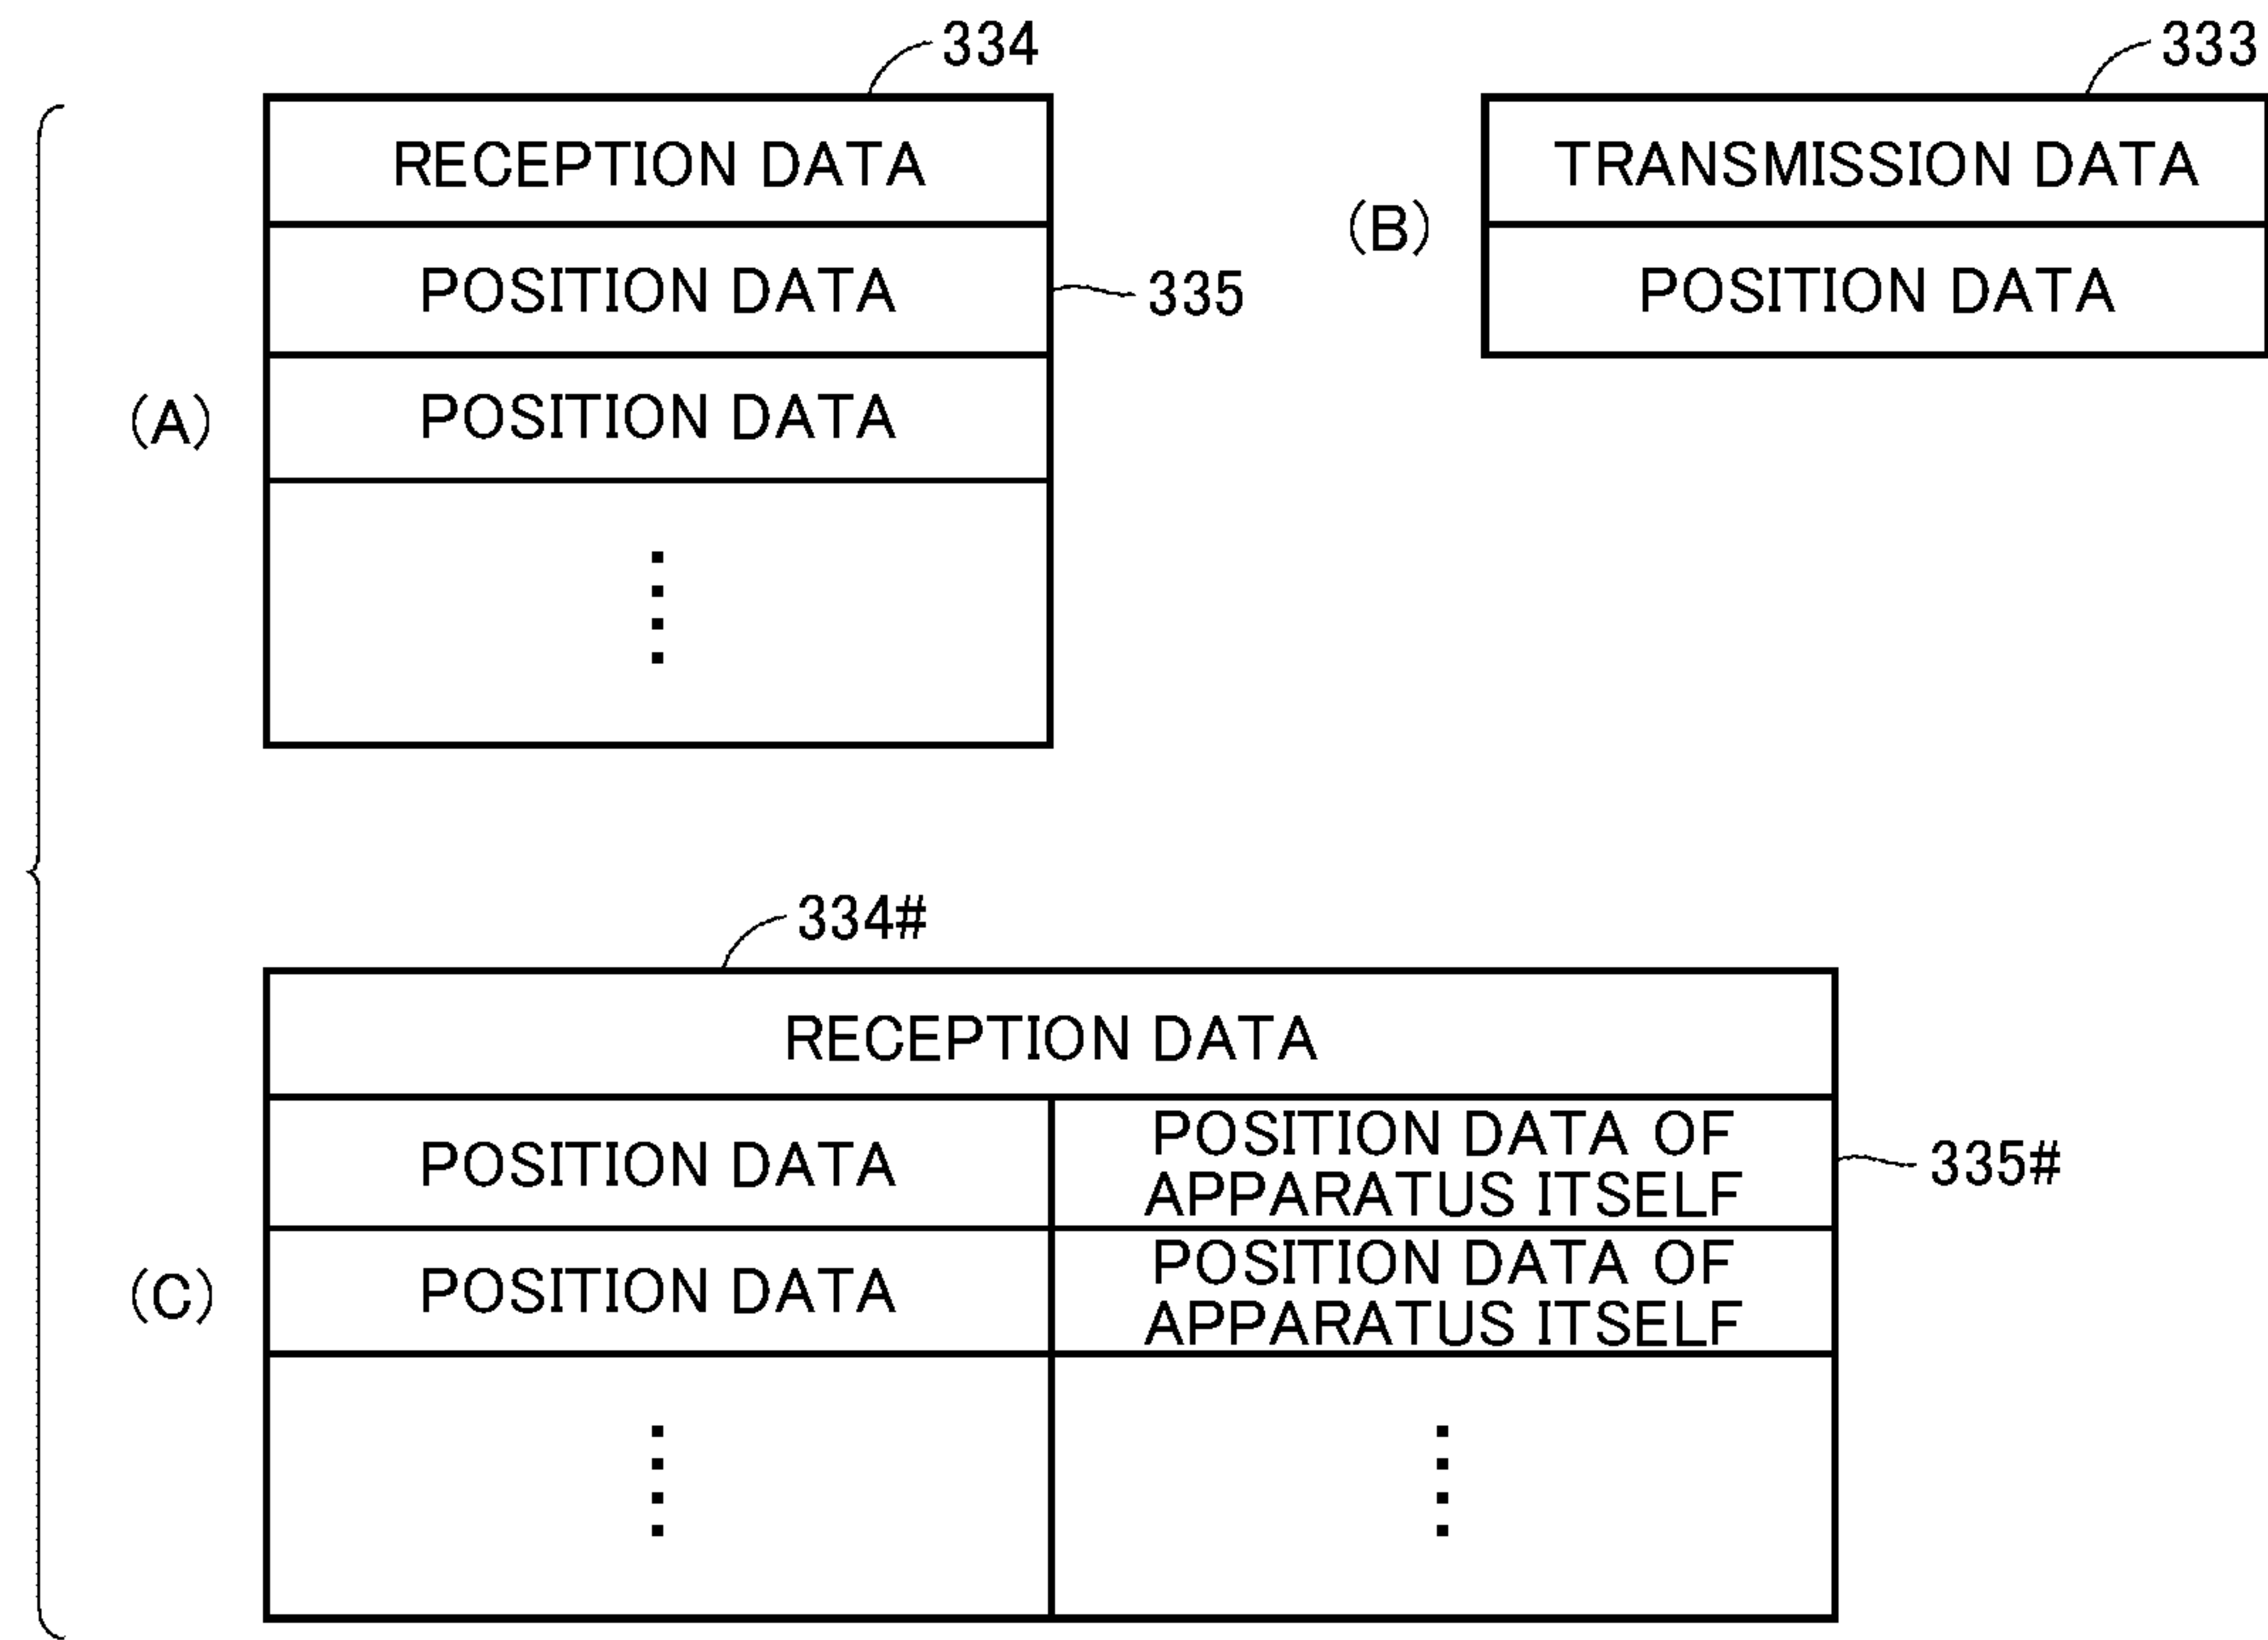 334
RECEPTION DATA
POSITION DATA
335
POSITION DATA
(A)
333
(B)
TRANSMISSION DATA
POSITION DATA
334#
RECEPTION DATA
POSITION DATA
POSITION DATA OF
APPARATUS ITSELF
335#
(C)
POSITION DATA
POSITION DATA OF
APPARATUS ITSELF